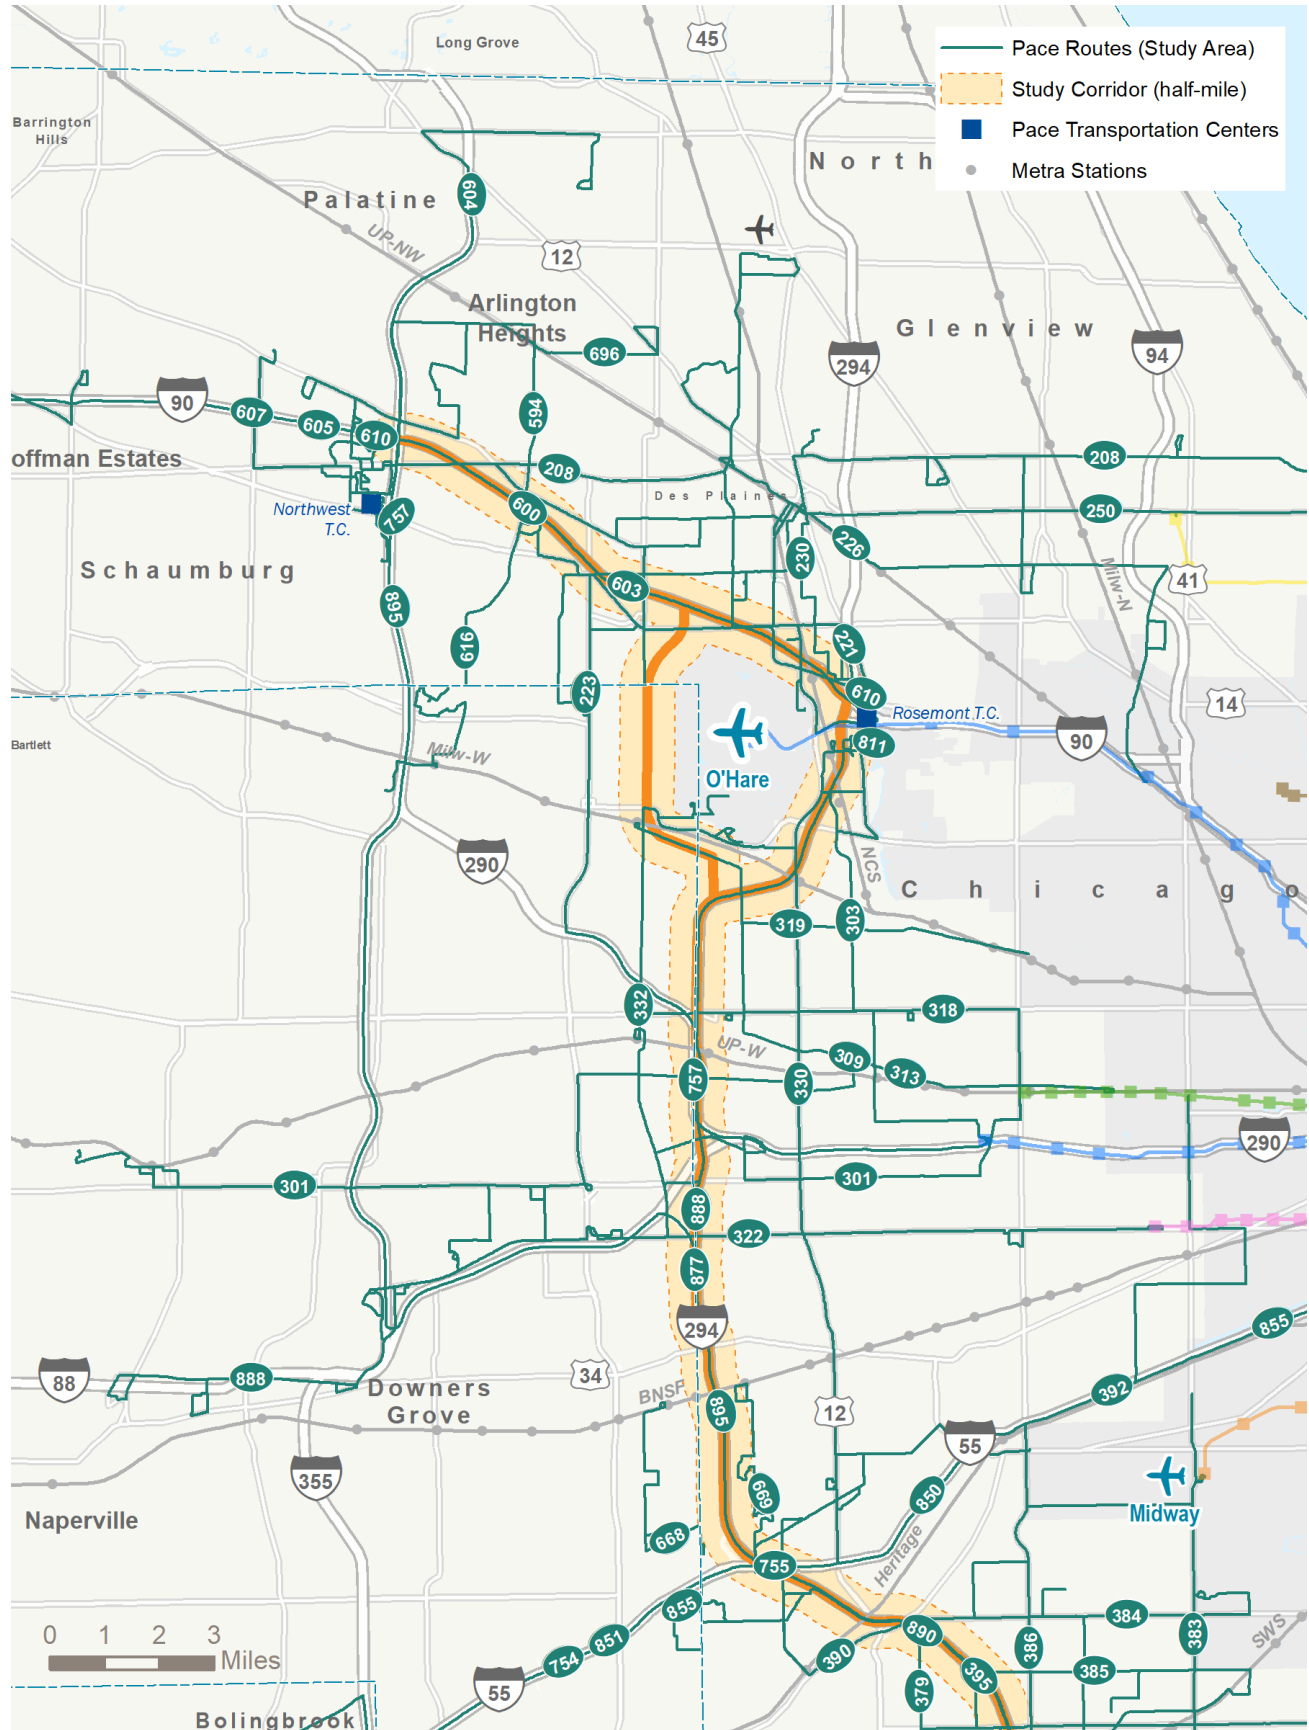 Long Grove
45
Pace Routes (Study Area)
Study Corridor (half-mile)
Pace Transportation Centers
Metra Stations
Barrington
Hills
North
Palatine
604
UP-NW
12
Arlington
Heights
Glenview
294
94
696
90
607
605
610
594
offman Estates
208
208
Des Plaines
Northwest
T.C.
757
600
250
230
226
Schaumburg
603
Milw-N
41
895
616
221
223
610
Rosemont T.C.
14
Bartlett
Milw-W
811
90
O'Hare
290
NCS
Chicago
319
303
332
318
UP-W
309
313
757
330
290
301
301
888
322
877
294
855
88
888
34
BNSF
392
Downers
Grove
895
12
55
355
669
850
Midway
Naperville
668
Heritage
755
855
384
0 1 2 3
Miles
851
754
890
386
383
SWS
390
395
385
379
55
Bolingbrook